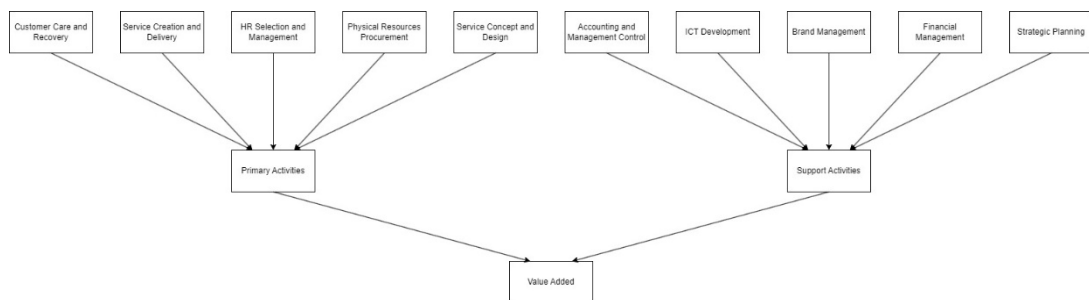 Customer Care and
Recovery
Service Creation and
Delivery
HR Selection and
Management
Physical Resources
Procurement
Service Concept and
Design
Accounting and
Management Control
ICT Development
Brand Management
Financial
Management
Strategic Planning
Primary Activities
Support Activities
Value Added